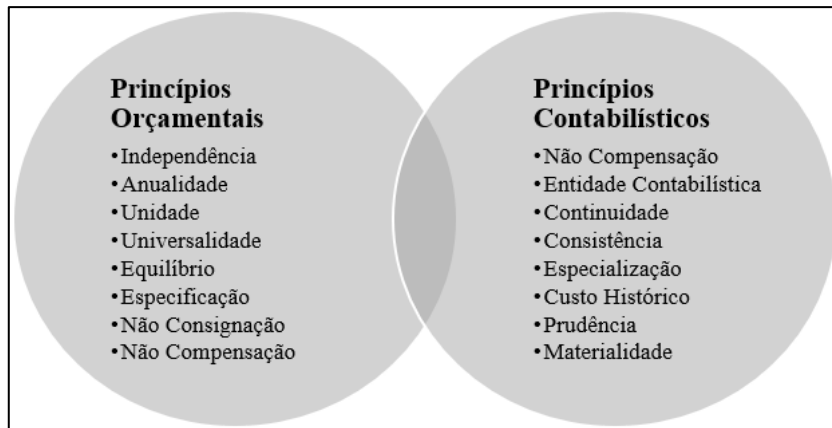 Princípios
Orçamentais
•Independência
•Anualidade
•Unidade
•Universalidade
•Equilíbrio
•Especificação
•Não Consignação
•Não Compensação
Princípios
Contabilísticos
•Não Compensação
•Entidade Contabilística
•Continuidade
•Consistência
•Especialização
•Custo Histórico
•Prudência
•Materialidade